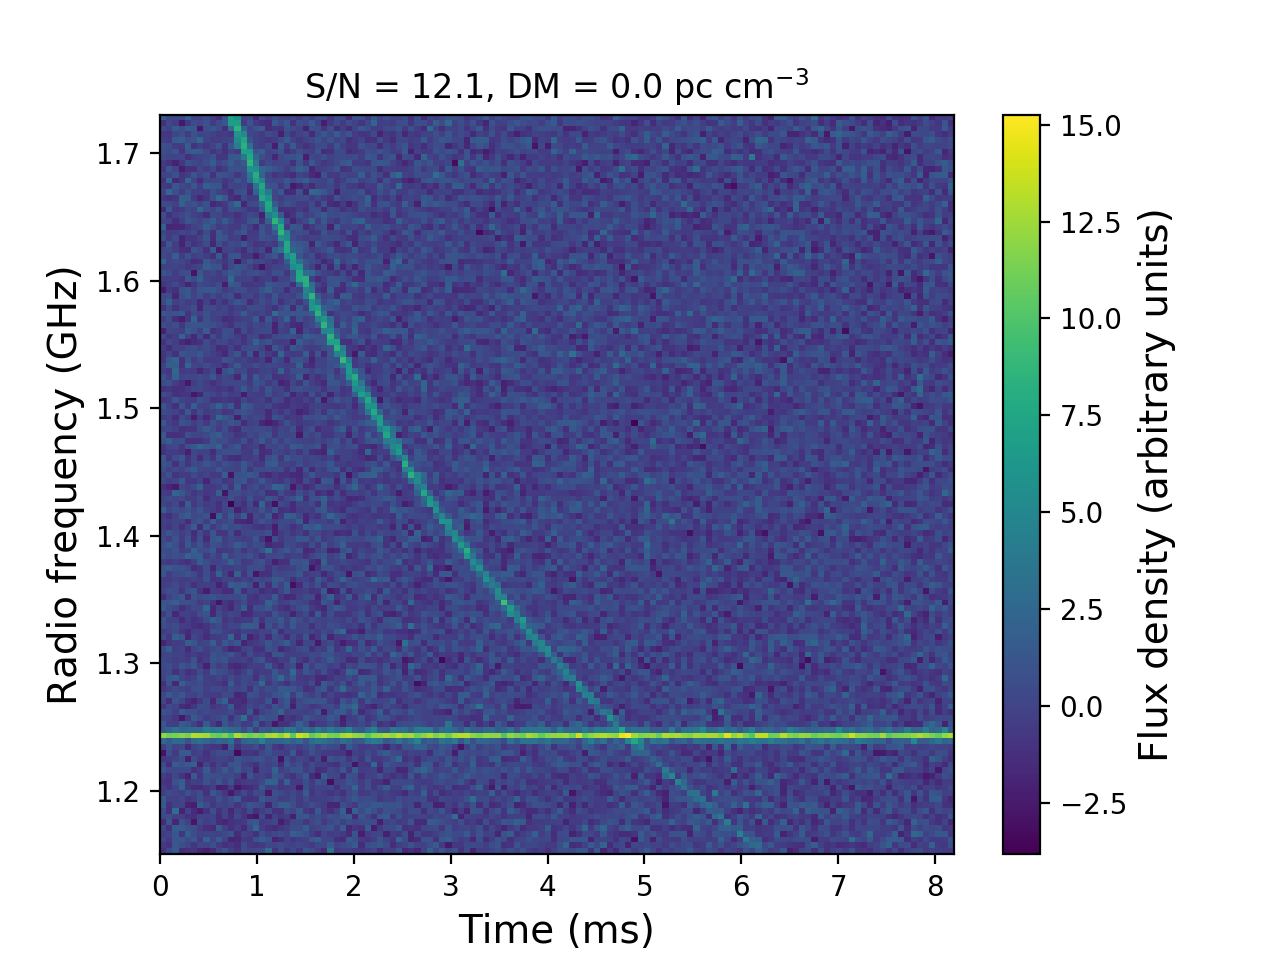 S/N = 12.1, DM = 0.0 pc cm⁻³
Radio frequency (GHz)
1.7
1.6
1.5
1.4
1.3
1.2
0 1 2 3 4 5 6 7 8
Time (ms)
15.0
12.5
10.0
7.5
5.0
2.5
0.0
−2.5
Flux density (arbitrary units)